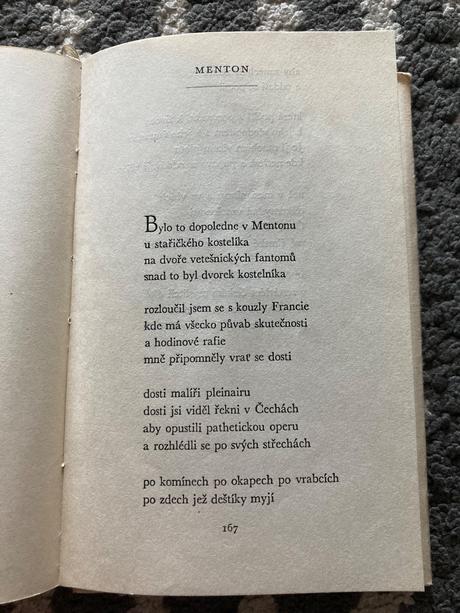 MENTON
Bylo to dopoledne v Mentonu
u stařičkého kostelíka
na dvoře vetešnických fantomů
snad to byl dvorek kostelníka
rozloučil jsem se s kouzly Francie
kde má všecko půvab skutečnosti
a hodinové rafie
mně připomněly vrať se dosti
dosti malíři pleinairu
dosti jsi viděl řekni v Čechách
aby opustili pathetickou operu
a rozhlédli se po svých střechách
po komínech po okapech po vrabcích
po zdech jež deštíky myjí
167